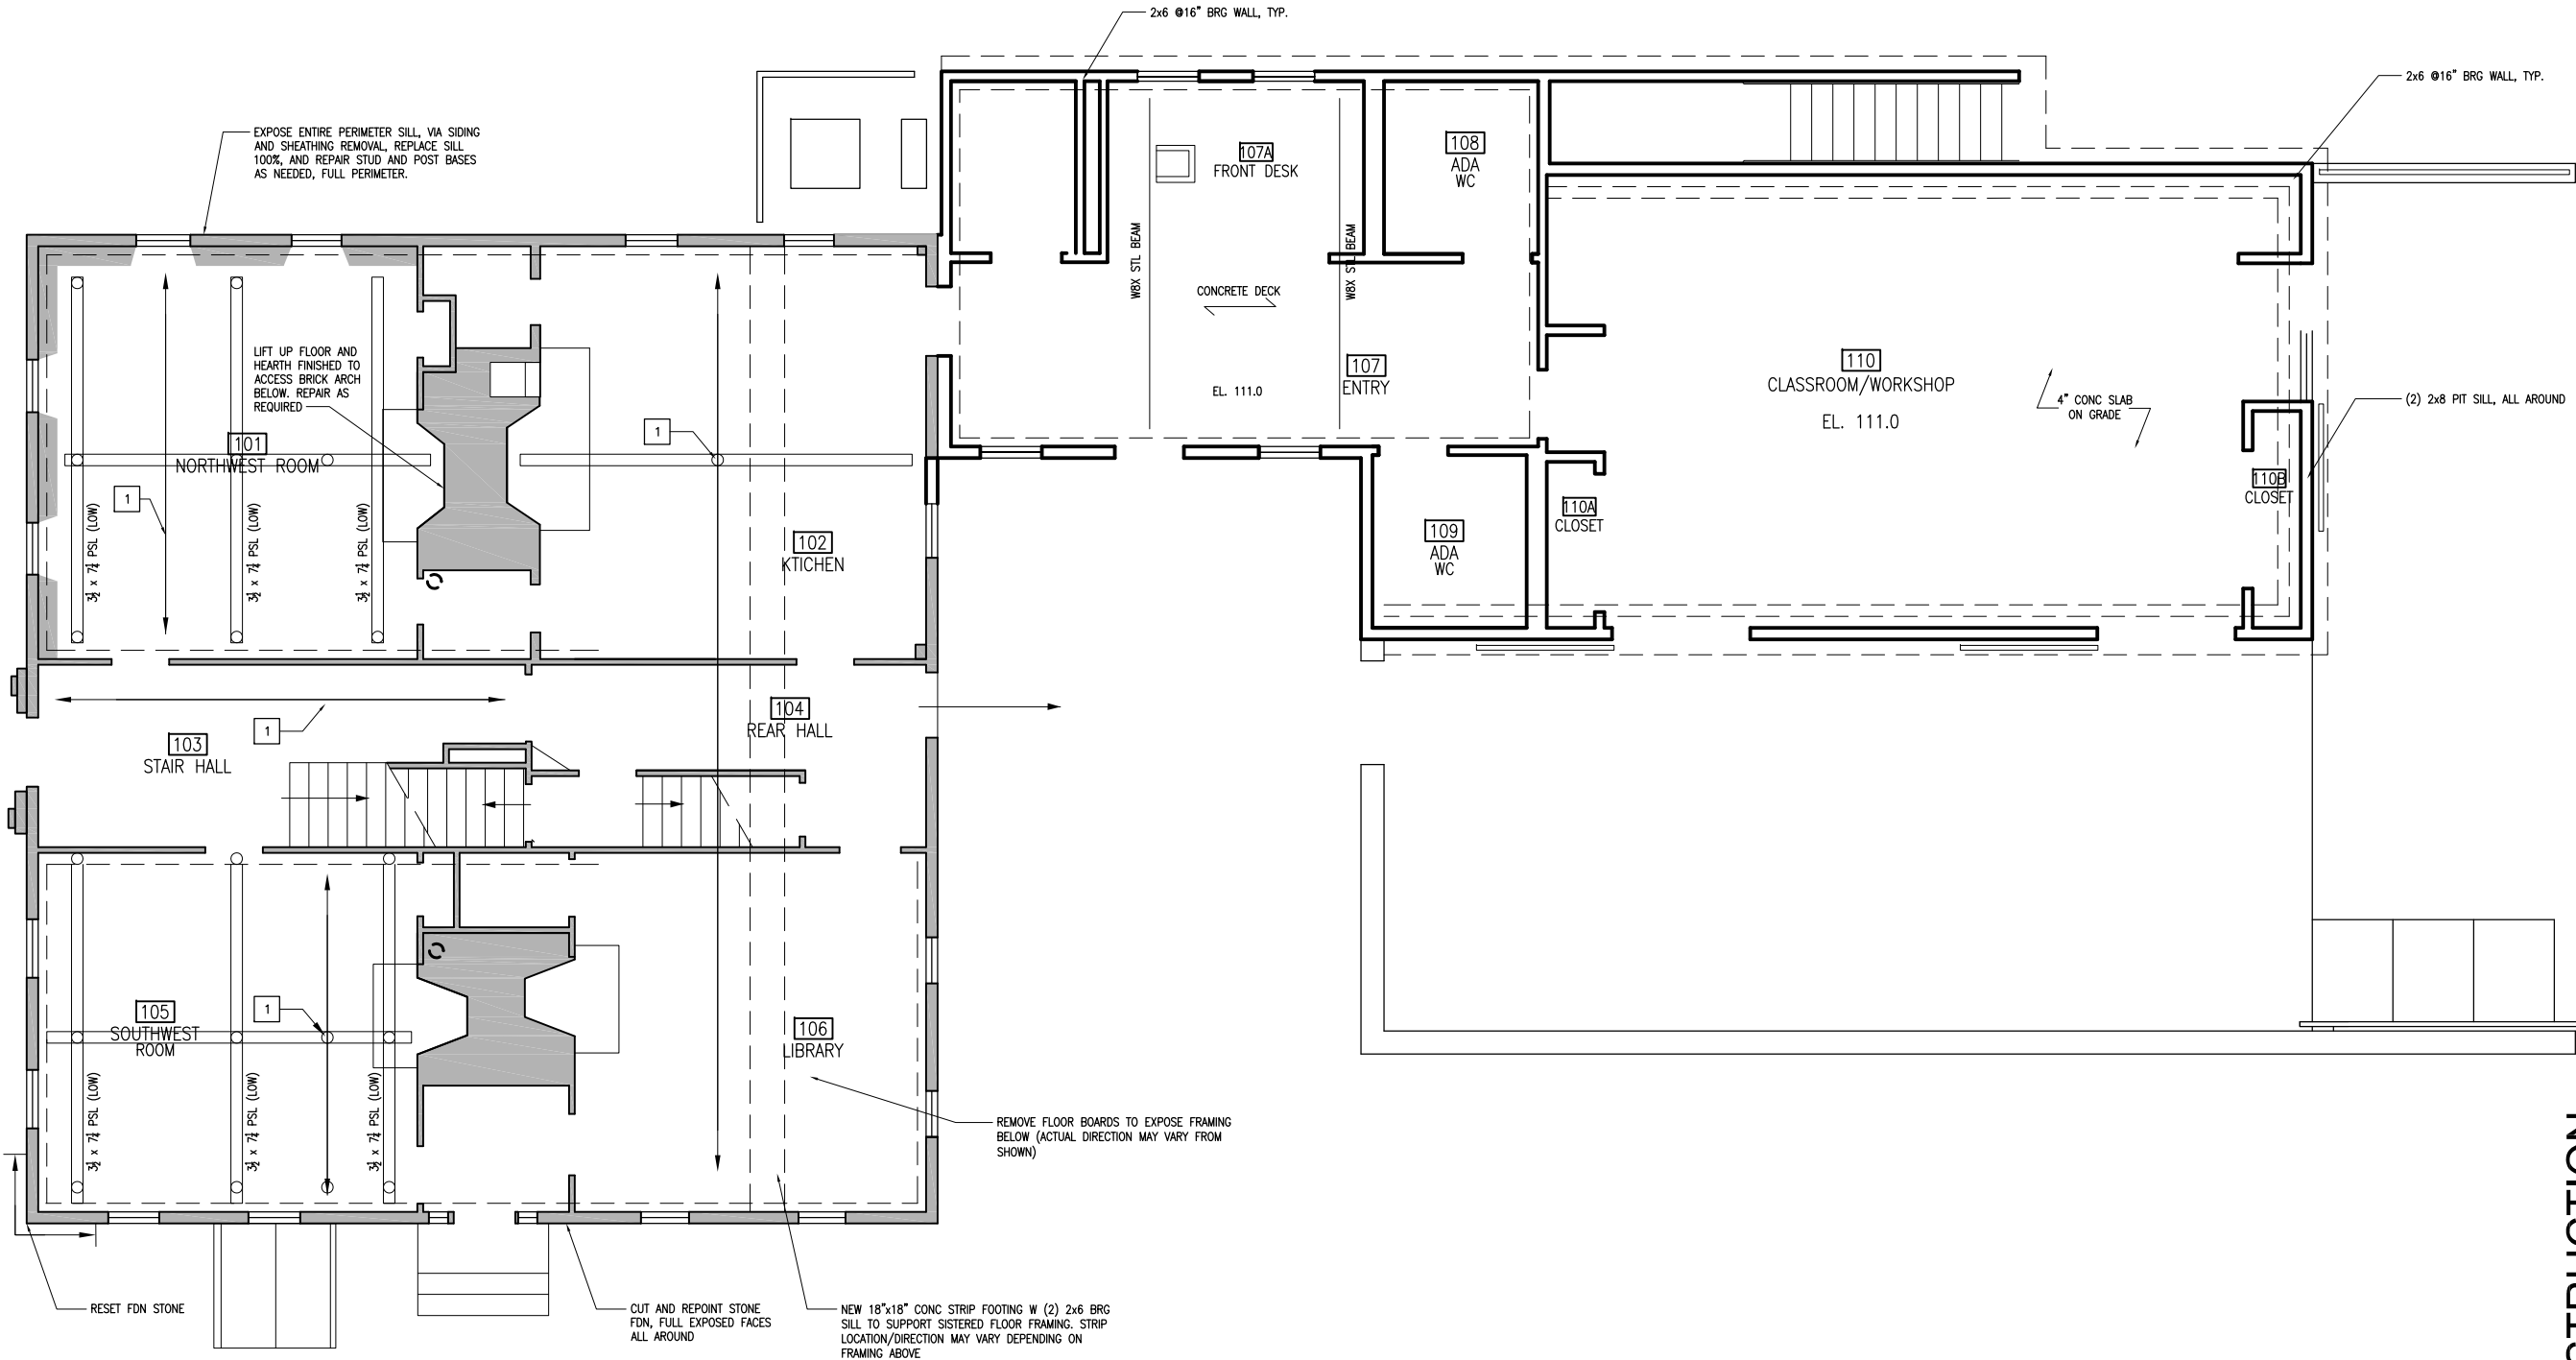 2x6 @16" BRG WALL, TYP.
2x6 @16" BRG WALL, TYP.
EXPOSE ENTIRE PERIMETER SILL, VIA SIDING
AND SHEATHING REMOVAL, REPLACE SILL
100%, AND REPAIR STUD AND POST BASES
AS NEEDED, FULL PERIMETER.
107A
FRONT DESK
108
ADA
WC
W8X STL BEAM
W8X STL BEAM
CONCRETE DECK
LIFT UP FLOOR AND
HEARTH FINISHED TO
ACCESS BRICK ARCH
BELOW. REPAIR AS
REQUIRED
107
ENTRY
EL. 111.0
110
CLASSROOM/WORKSHOP
EL. 111.0
4" CONC SLAB
ON GRADE
(2) 2x8 P|T SILL, ALL AROUND
101
NORTHWEST ROOM
1
1
3½ x 7¼ PSL (LOW)
3½ x 7¼ PSL (LOW)
3½ x 7¼ PSL (LOW)
102
KTICHEN
109
ADA
WC
110A
CLOSET
110B
CLOSET
103
STAIR HALL
1
104
REAR HALL
105
SOUTHWEST
ROOM
1
106
LIBRARY
3½ x 7¼ PSL (LOW)
3½ x 7¼ PSL (LOW)
3½ x 7¼ PSL (LOW)
REMOVE FLOOR BOARDS TO EXPOSE FRAMING
BELOW (ACTUAL DIRECTION MAY VARY FROM
SHOWN)
RESET FDN STONE
CUT AND REPOINT STONE
FDN, FULL EXPOSED FACES
ALL AROUND
NEW 18"x18" CONC STRIP FOOTING W (2) 2x6 BRG
SILL TO SUPPORT SISTERED FLOOR FRAMING. STRIP
LOCATION/DIRECTION MAY VARY DEPENDING ON
FRAMING ABOVE